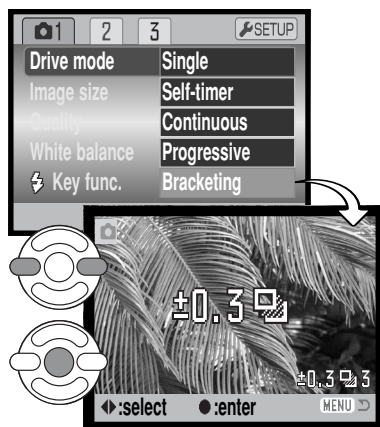 1 2 3 SETUP
Drive mode Single
Image size Self-timer
Quality Continuous
White balance Progressive
Key func. Bracketing
±0.3
±0.3 3
:select :enter MENU